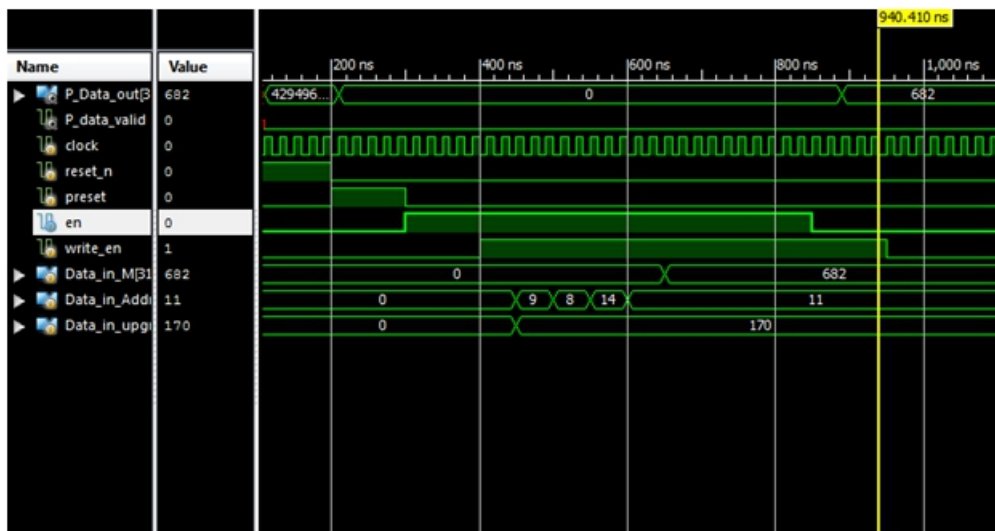 940.410 ns
Name Value 200 ns 400 ns 600 ns 800 ns 1,000 ns
P_Data_out[3 682 429496... 0 682
P_data_valid 0
clock 0
reset_n 0
preset 0
en 0
write_en 1
Data_in_M[31 682 0 682
Data_in_Addr 11 0 9 8 14 11
Data_in_upgr 170 0 170